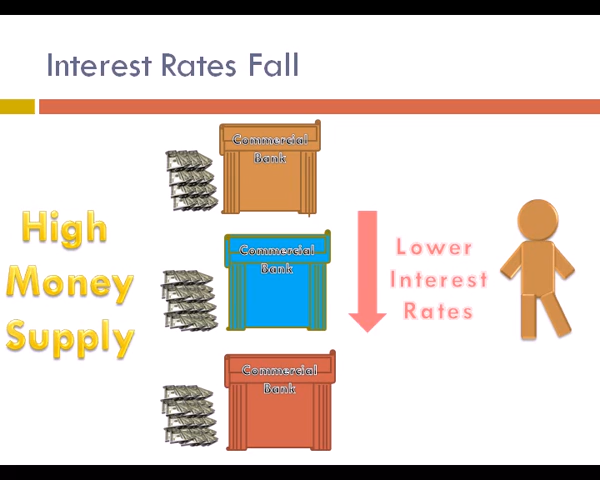 Interest Rates Fall
Commercial
Bank
High
Money
Supply
Commercial
Bank
Lower
Interest
Rates
Commercial
Bank